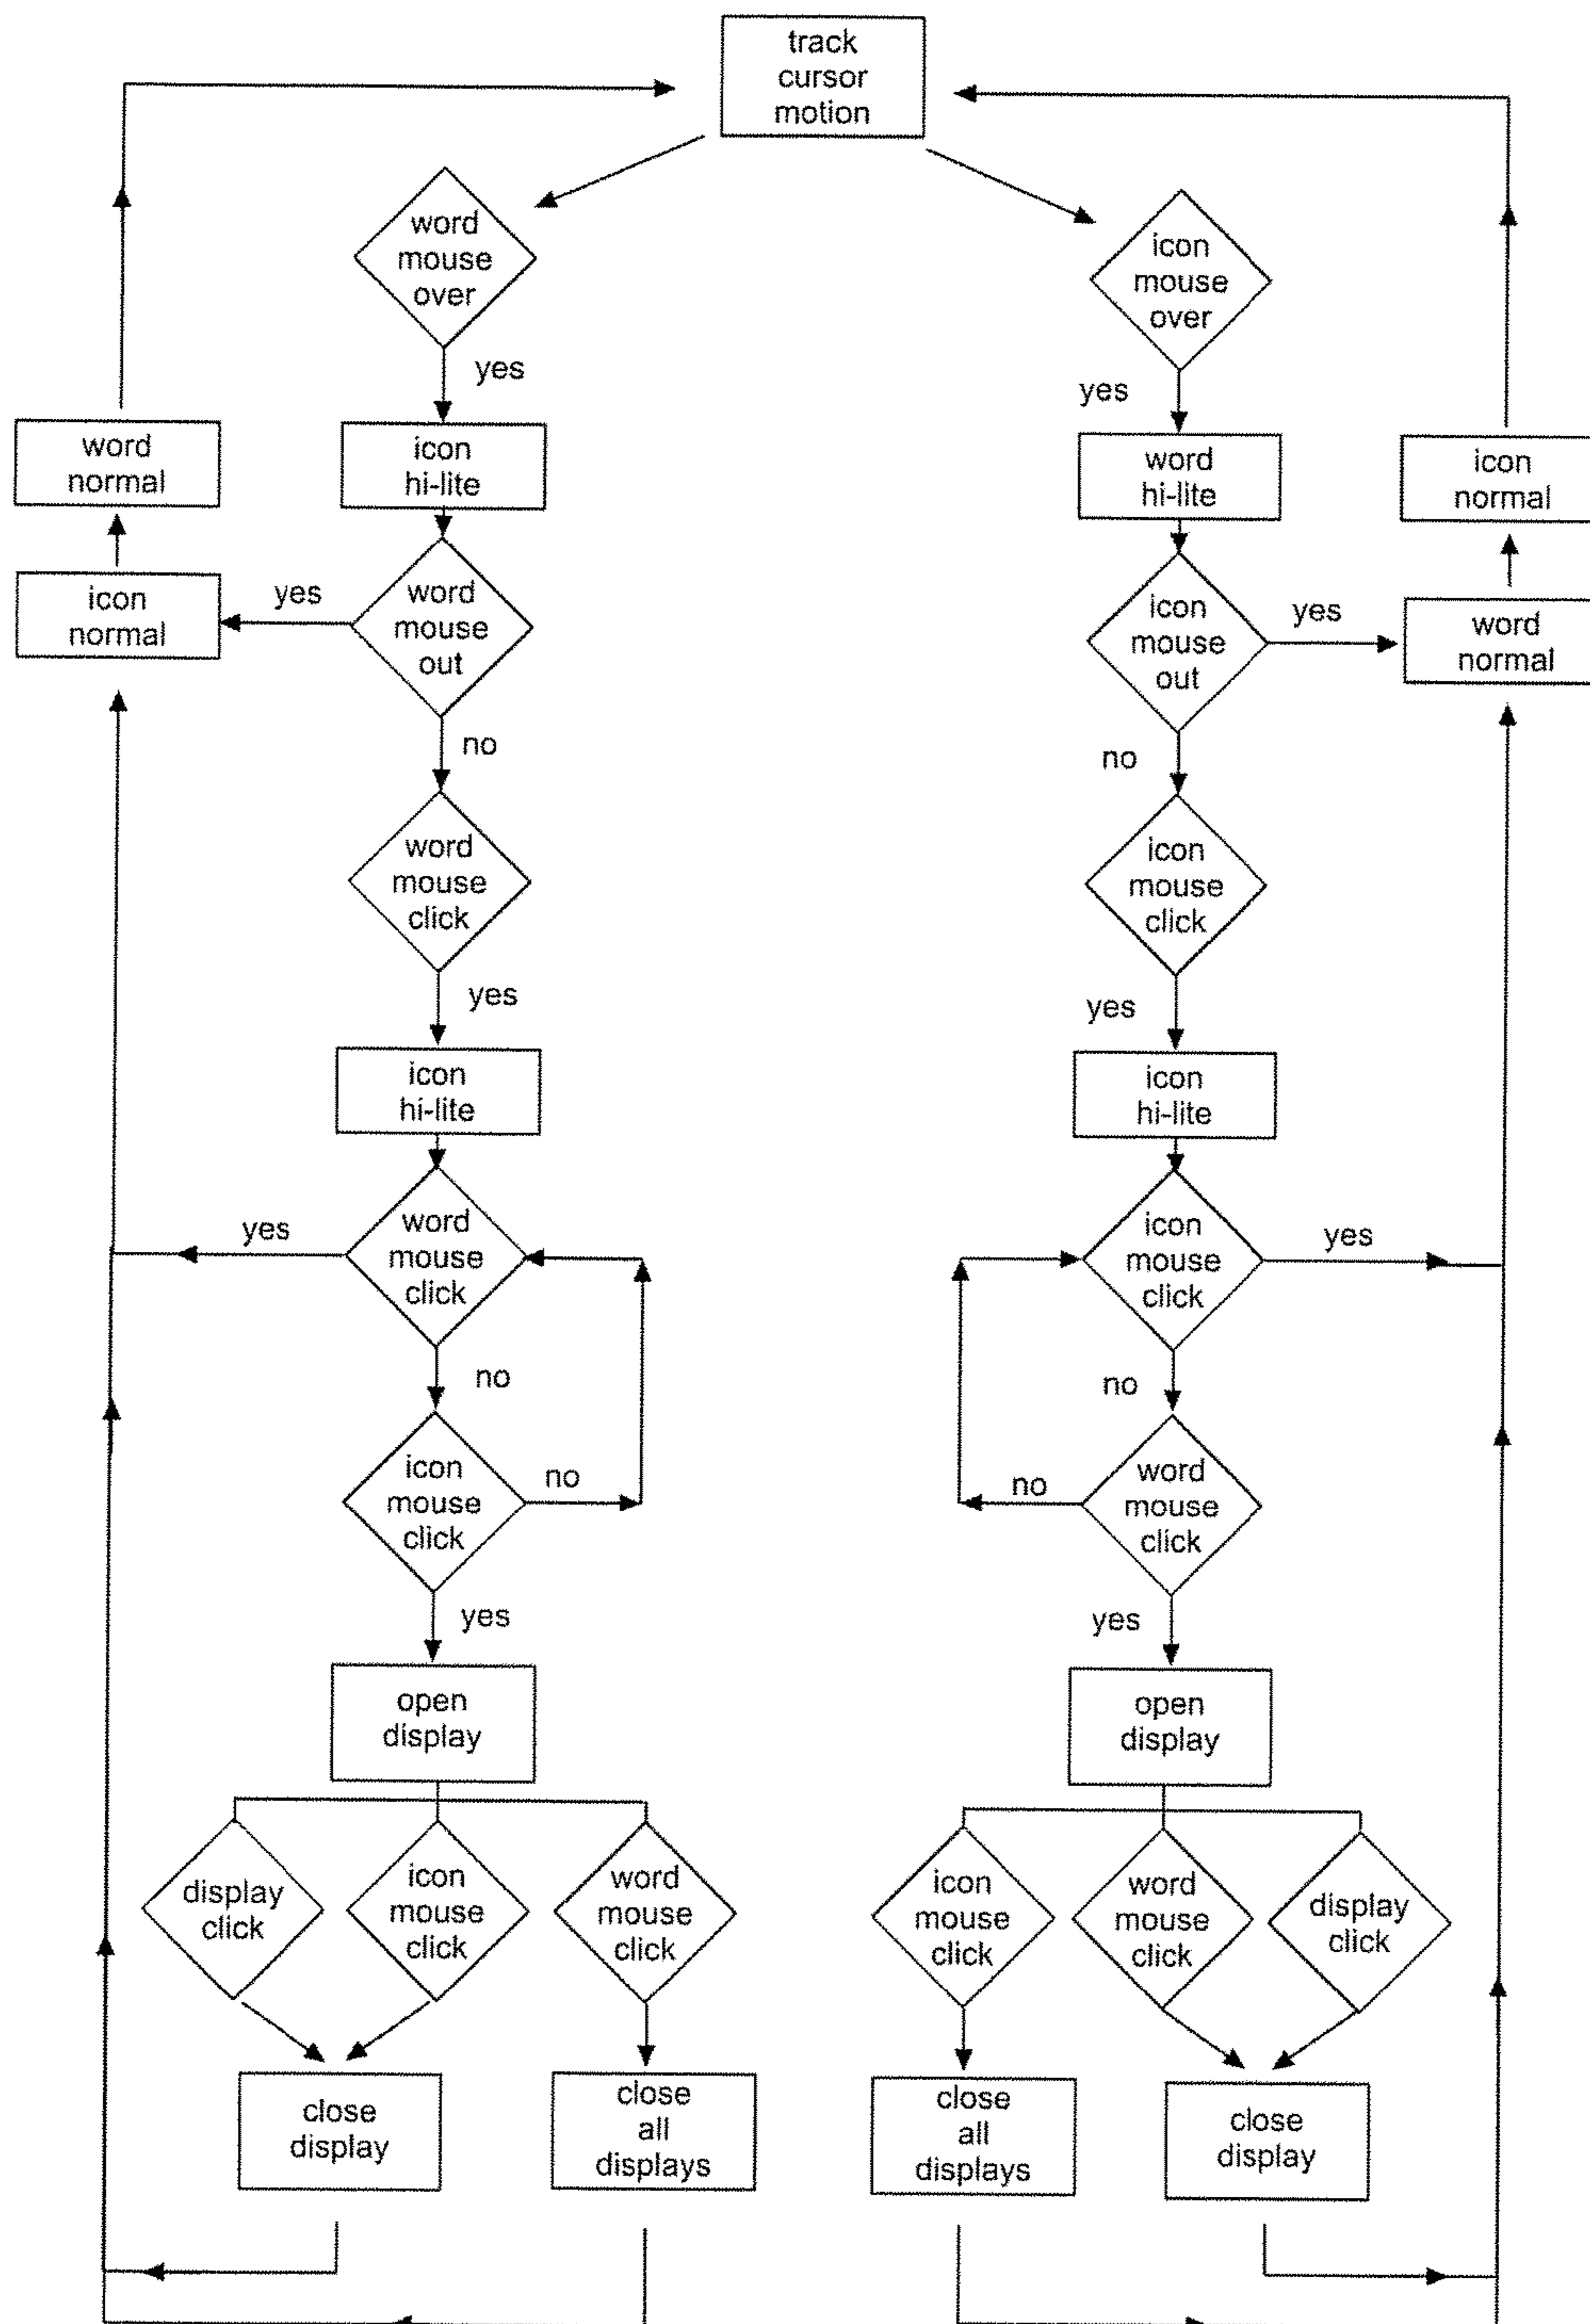 track
cursor
motion
word
mouse
over
icon
mouse
over
yes
yes
word
normal
icon
hi-lite
word
hi-lite
icon
normal
icon
normal
yes
word
mouse
out
icon
mouse
out
yes
word
normal
no
no
word
mouse
click
icon
mouse
click
yes
yes
icon
hi-lite
icon
hi-lite
yes
word
mouse
click
icon
mouse
click
yes
no
no
icon
mouse
click
no
no
word
mouse
click
yes
yes
open
display
open
display
display
click
icon
mouse
click
word
mouse
click
icon
mouse
click
word
mouse
click
display
click
close
display
close
all
displays
close
all
displays
close
display